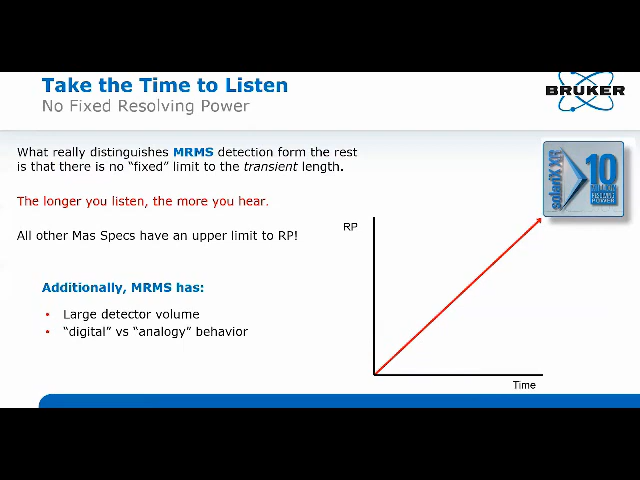 Take the Time to Listen
No Fixed Resolving Power
BRUKER
What really distinguishes MRMS detection form the rest
is that there is no “fixed” limit to the transient length.
The longer you listen, the more you hear.
All other Mas Specs have an upper limit to RP!
Additionally, MRMS has:
• Large detector volume
• “digital” vs “analogy” behavior
solariX XR
10
MILLION
RESOLVING
POWER
RP
Time